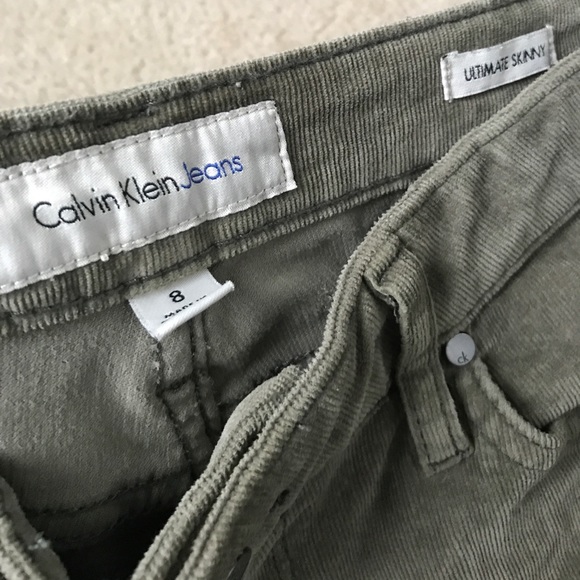 ULTIMATE SKINNY
Calvin Klein Jeans
8
ck